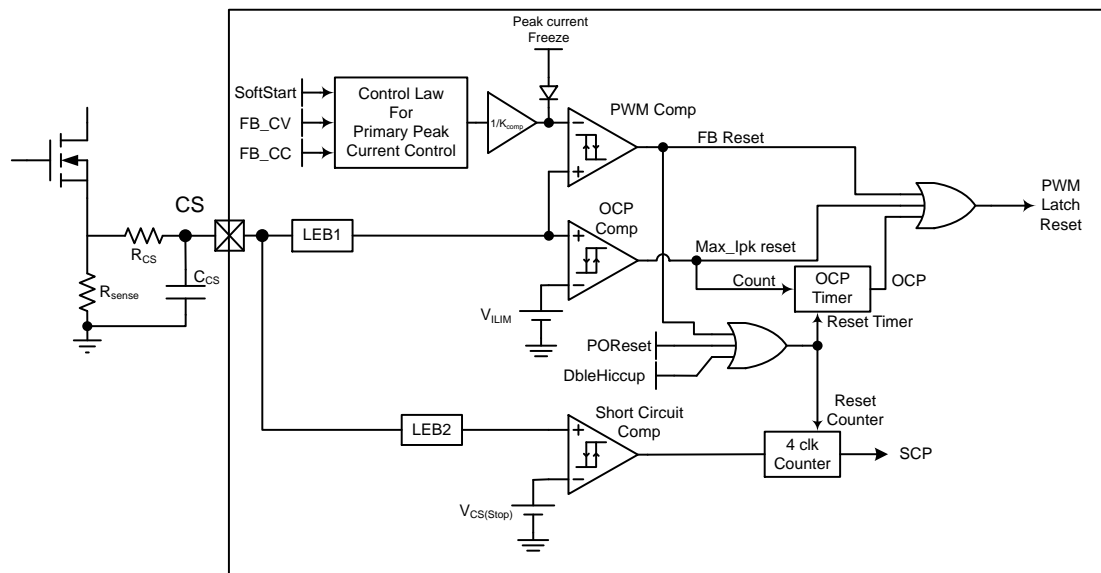 Peak current
Freeze
SoftStart
FB_CV
FB_CC
Control Law
For
Primary Peak
Current Control
1/Kcomp
PWM Comp
FB Reset
PWM
Latch
Reset
CS
LEB1
OCP
Comp
Max_Ipk reset
RCS
CCS
Rsense
Count
OCP
Timer
OCP
VILIM
Reset Timer
POReset
DbleHiccup
Reset
Counter
LEB2
Short Circuit
Comp
4 clk
Counter
SCP
VCS(Stop)